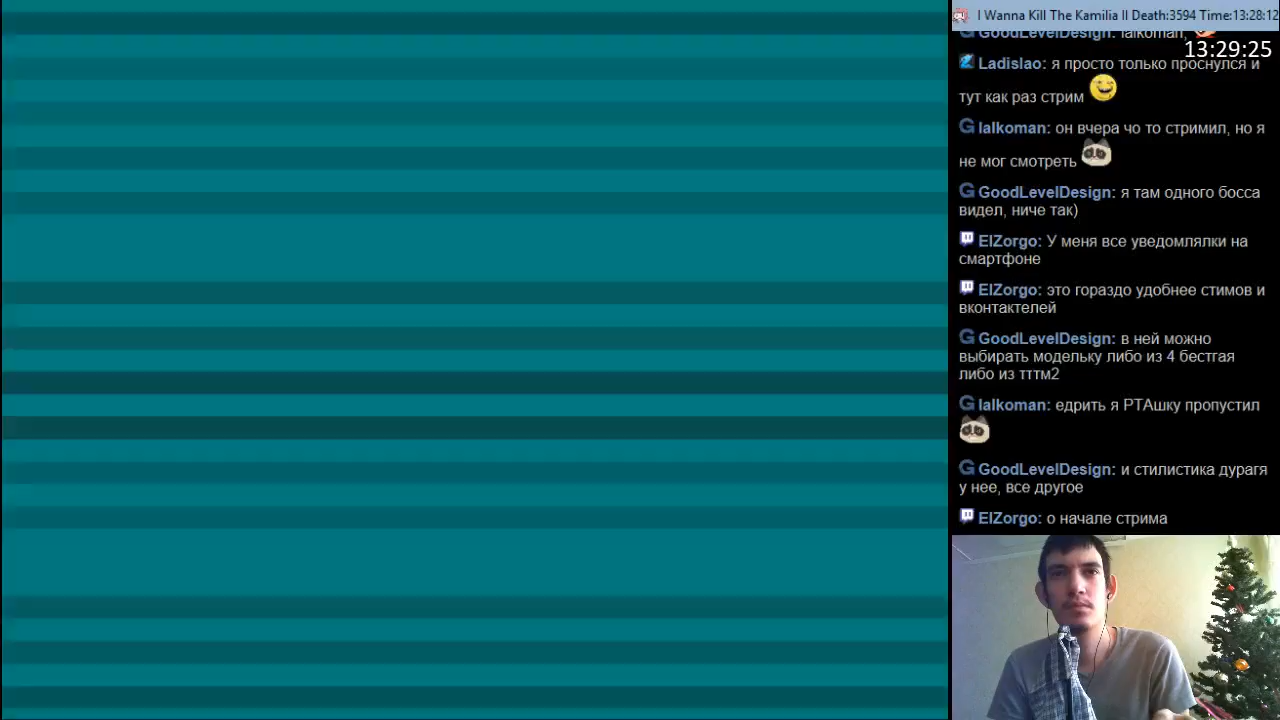 I Wanna Kill The Kamilia II Death:3594 Time:13:28:12
GoodLevelDesign: lalkoman,
13:29:25
Ladislao: я просто только проснулся и
тут как раз стрим
lalkoman: он вчера чо то стримил, но я
не мог смотреть
GoodLevelDesign: я там одного босса
видел, ниче так)
ElZorgo: У меня все уведомлялки на
смартфоне
ElZorgo: это гораздо удобнее стимов и
вконтактелей
GoodLevelDesign: в ней можно
выбирать модельку либо из 4 бестгая
либо из тттм2
lalkoman: едрить я РТАшку пропустил
GoodLevelDesign: и стилистика дурагя
у нее, все другое
ElZorgo: о начале стрима